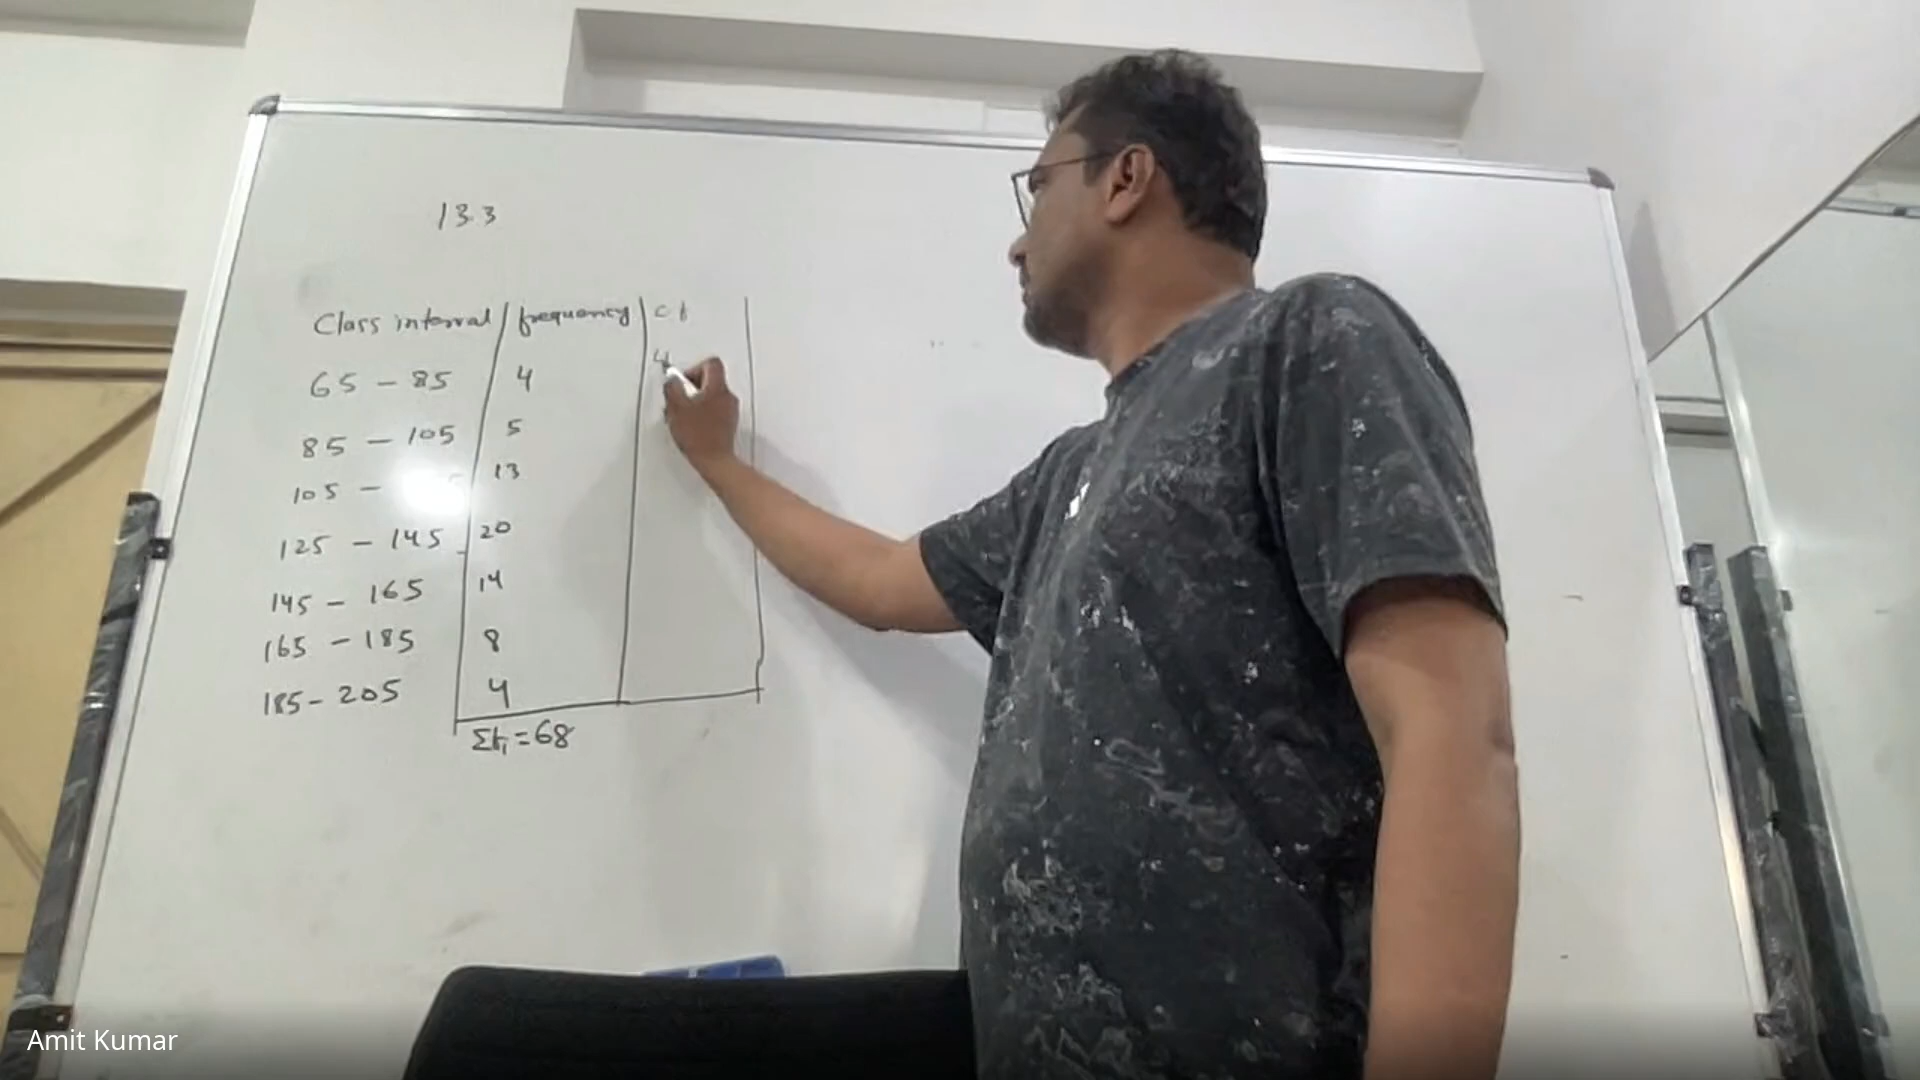 13.3
Class interval frequency cf
65 - 85 4 4
85 - 105 5
105 - 13
125 - 145 20
145 - 165 14
165 - 185 8
185 - 205 4
Σfi = 68
Amit Kumar